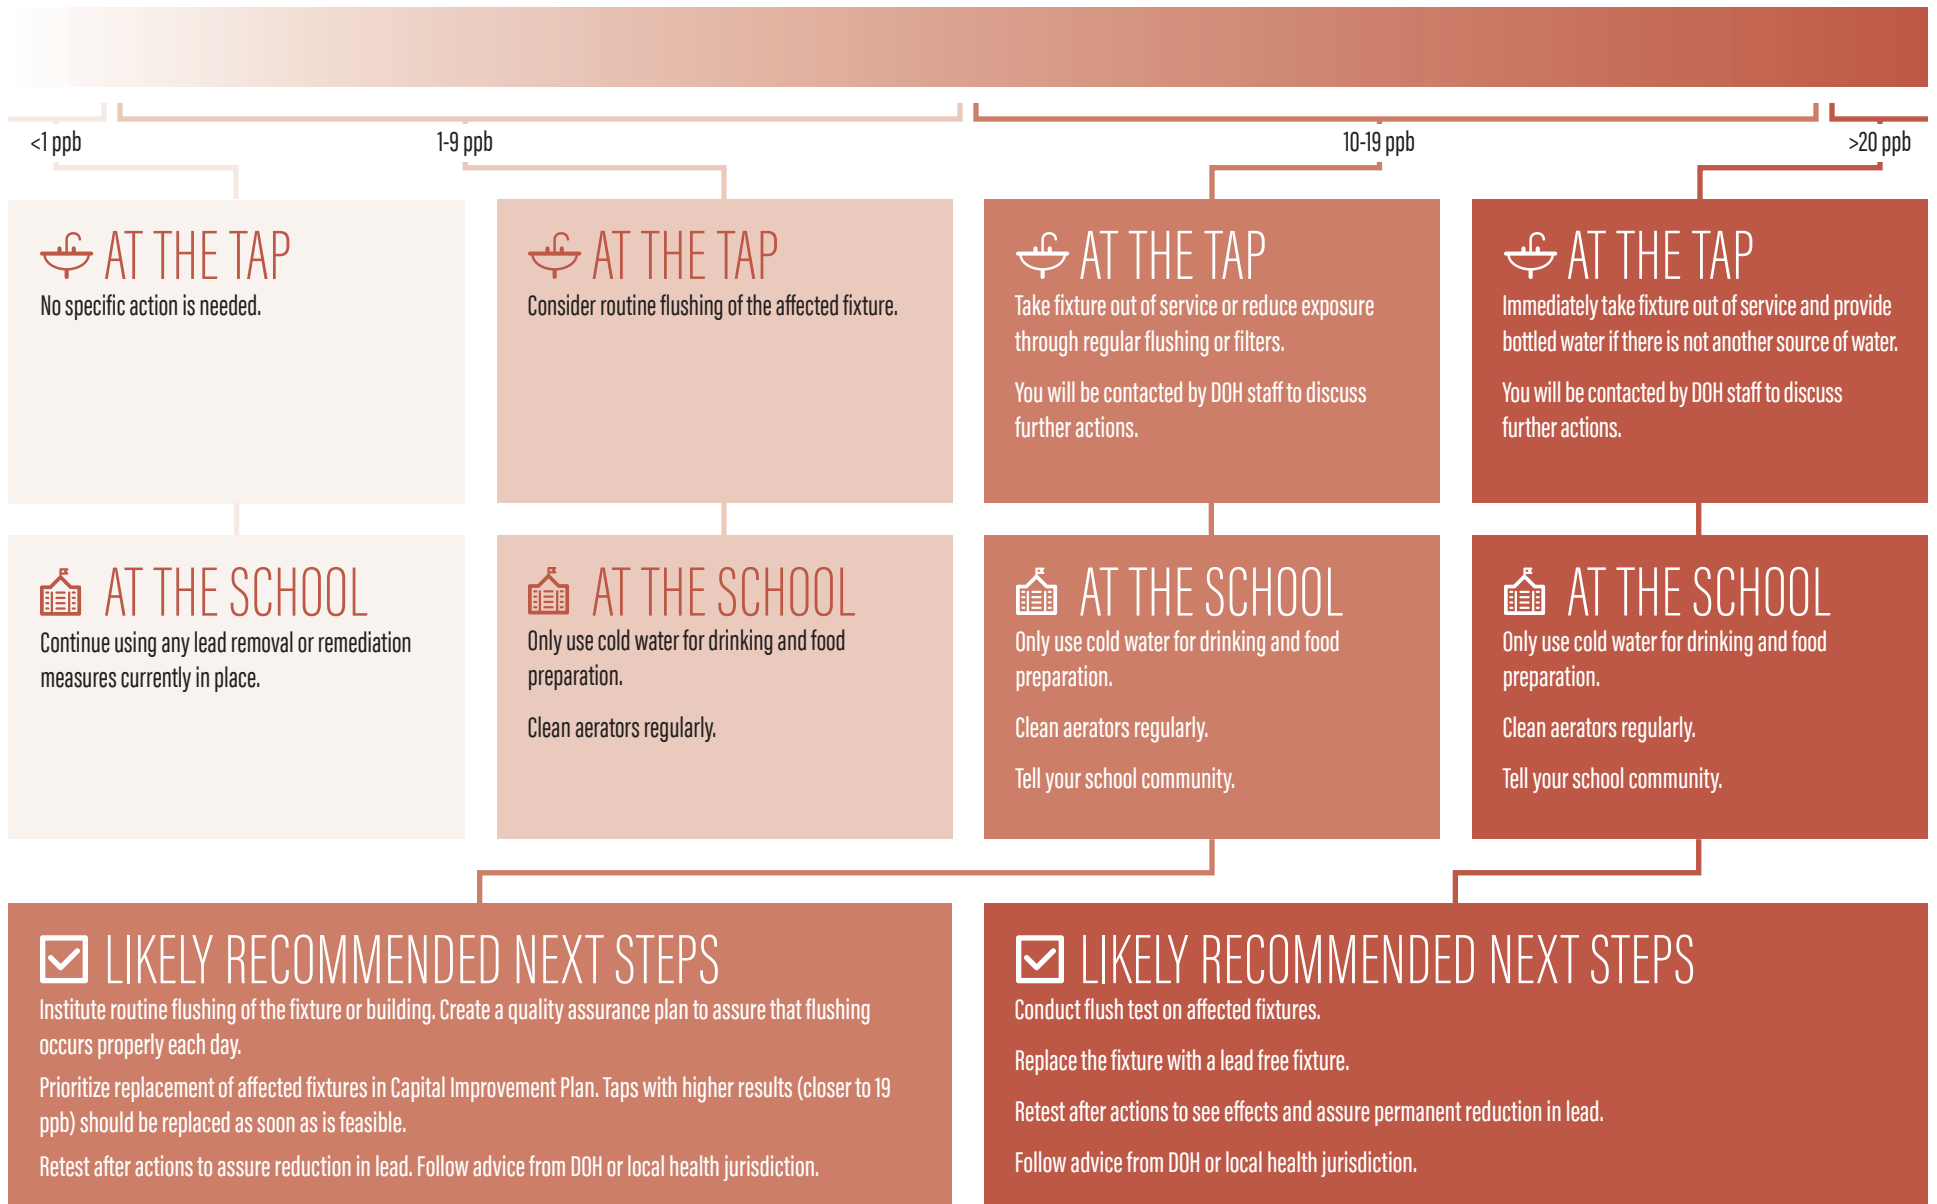 <1 ppb
1-9 ppb
10-19 ppb
>20 ppb
AT THE TAP
No specific action is needed.
AT THE TAP
Consider routine flushing of the affected fixture.
AT THE TAP
Take fixture out of service or reduce exposure
through regular flushing or filters.
You will be contacted by DOH staff to discuss
further actions.
AT THE TAP
Immediately take fixture out of service and provide
bottled water if there is not another source of water.
You will be contacted by DOH staff to discuss
further actions.
AT THE SCHOOL
Continue using any lead removal or remediation
measures currently in place.
AT THE SCHOOL
Only use cold water for drinking and food
preparation.
Clean aerators regularly.
AT THE SCHOOL
Only use cold water for drinking and food
preparation.
Clean aerators regularly.
Tell your school community.
AT THE SCHOOL
Only use cold water for drinking and food
preparation.
Clean aerators regularly.
Tell your school community.
LIKELY RECOMMENDED NEXT STEPS
Institute routine flushing of the fixture or building. Create a quality assurance plan to assure that flushing
occurs properly each day.
Prioritize replacement of affected fixtures in Capital Improvement Plan. Taps with higher results (closer to 19
ppb) should be replaced as soon as is feasible.
Retest after actions to assure reduction in lead. Follow advice from DOH or local health jurisdiction.
LIKELY RECOMMENDED NEXT STEPS
Conduct flush test on affected fixtures.
Replace the fixture with a lead free fixture.
Retest after actions to see effects and assure permanent reduction in lead.
Follow advice from DOH or local health jurisdiction.